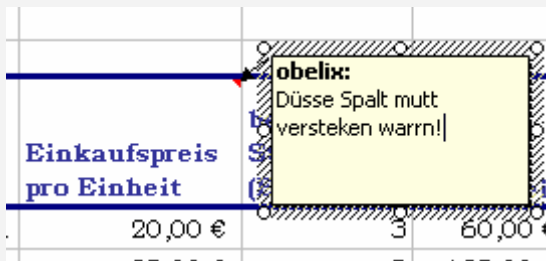 obelix:
Düsse Spalt mutt
versteken warrn!
Einkaufspreis
pro Einheit
20,00 €
3
60,00 €